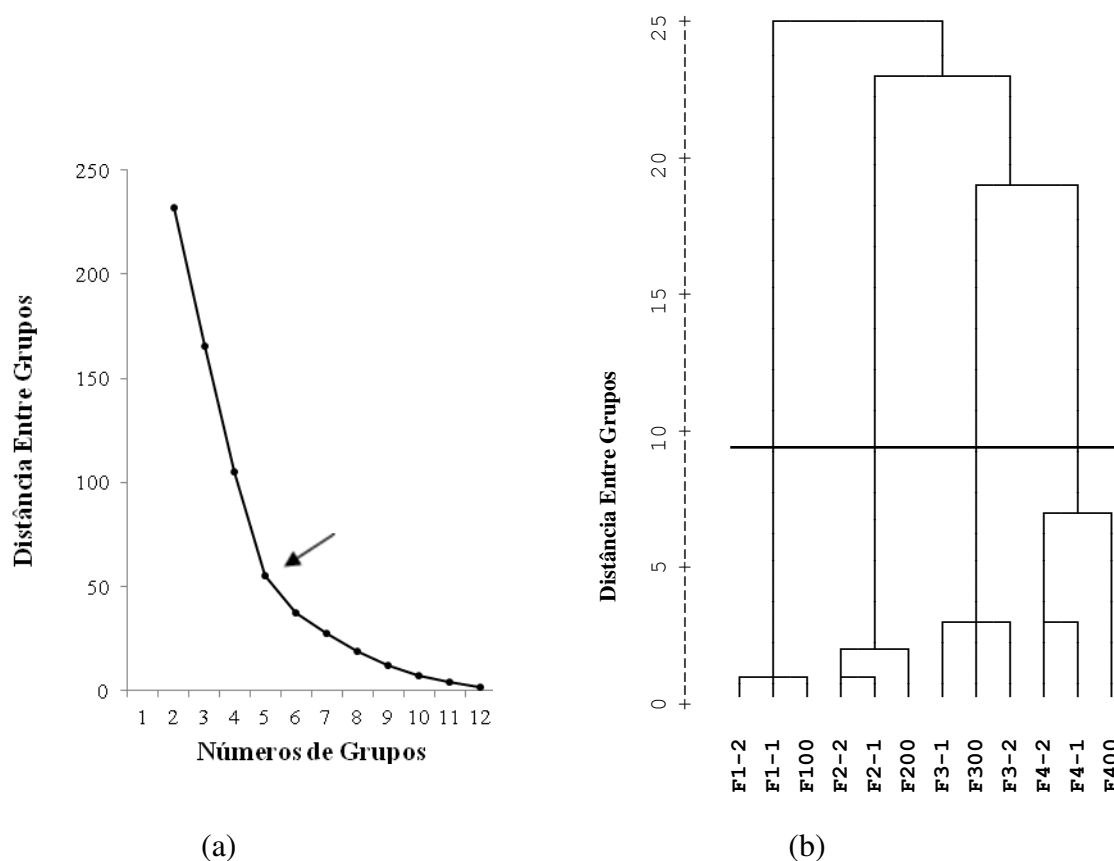 250
200
150
100
50
0
Distância Entre Grupos
1 2 3 4 5 6 7 8 9 10 11 12
Números de Grupos
(a)
25
20
15
10
5
0
Distância Entre Grupos
F1-2
F1-1
F100
F2-2
F2-1
F200
F3-1
F300
F3-2
F4-2
F4-1
F400
(b)